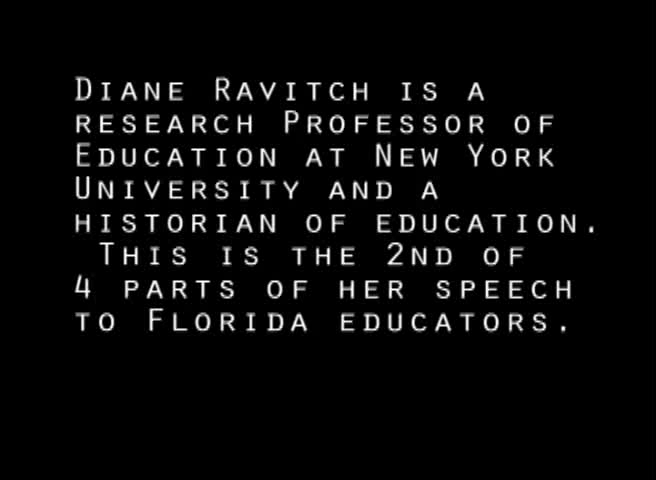 Diane Ravitch is a
research Professor of
Education at New York
University and a
historian of education.
This is the 2nd of
4 parts of her speech
to Florida educators.